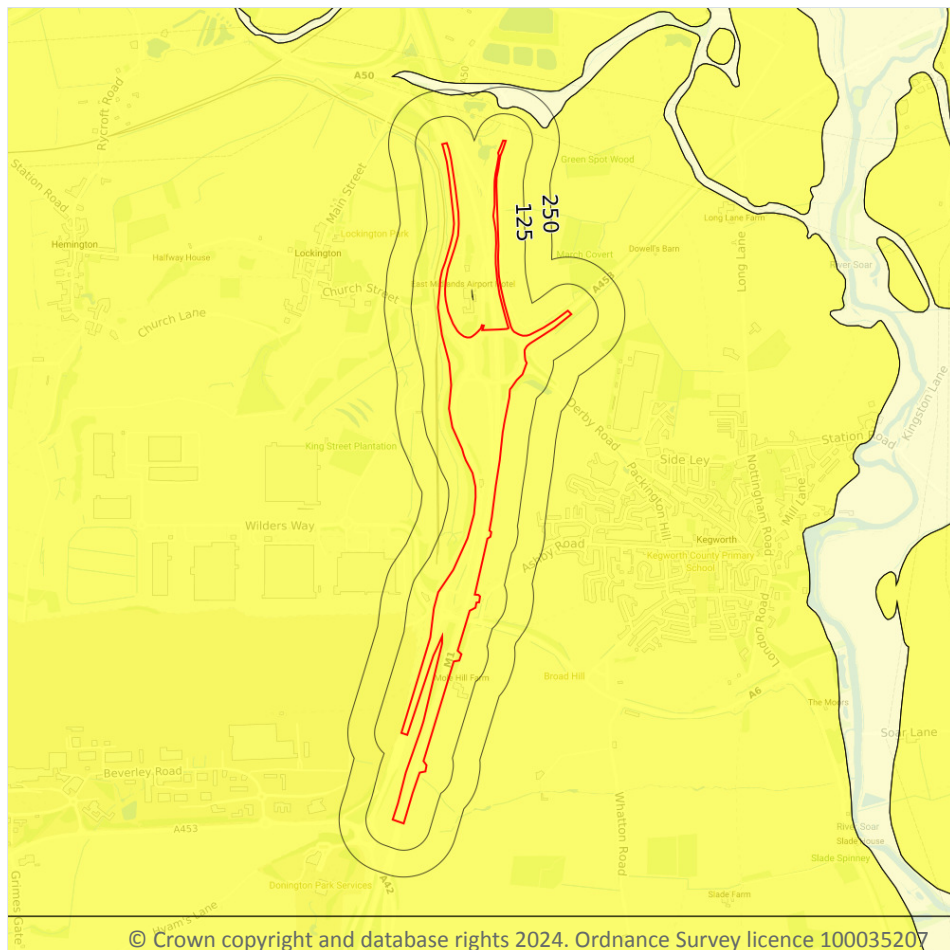 A50
A50
Rycroft Road
Station Road
Main Street
Green Spot Wood
250
125
Long Lane Farm
Lockington Park
Hemington
Halfway House
Lockington
March Covert
Dowell's Barn
Long Lane
River Soar
Church Street
East Midlands Airport Hotel
A453
Church Lane
Kingston Lane
Derby Road
King Street Plantation
Station Road
Side Ley
Packington Hill
Nottingham Road
Mill Lane
Wilders Way
Ashby Road
Kegworth
Kegworth County Primary
School
London Road
M1
Mole Hill Farm
Broad Hill
A6
The Moors
Soar Lane
Beverley Road
Whatton Road
A453
River Soar
Slade House
Slade Spinney
Donington Park Services
A42
Slade Farm
Grimes Gate
Hyam's Lane
© Crown copyright and database rights 2024. Ordnance Survey licence 100035207